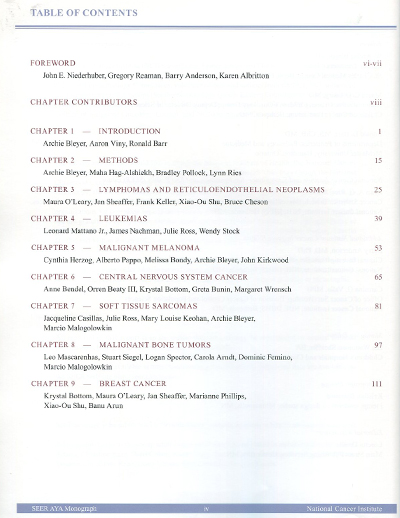 TABLE OF CONTENTS
FOREWORD vi-vii
John E. Niederhuber, Gregory Reaman, Barry Anderson, Karen Albritton
CHAPTER CONTRIBUTORS viii
CHAPTER 1 — INTRODUCTION 1
Archie Bleyer, Aaron Viny, Ronald Barr
CHAPTER 2 — METHODS 15
Archie Bleyer, Maha Hag-Alshiekh, Bradley Pollock, Lynn Ries
CHAPTER 3 — LYMPHOMAS AND RETICULOENDOTHELIAL NEOPLASMS 25
Maura O'Leary, Jan Sheaffer, Frank Keller, Xiao-Ou Shu, Bruce Cheson
CHAPTER 4 — LEUKEMIAS 39
Leonard Mattano Jr., James Nachman, Julie Ross, Wendy Stock
CHAPTER 5 — MALIGNANT MELANOMA 53
Cynthia Herzog, Alberto Pappo, Melissa Bondy, Archie Bleyer, John Kirkwood
CHAPTER 6 — CENTRAL NERVOUS SYSTEM CANCER 65
Anne Bendel, Orren Beaty III, Krystal Bottom, Greta Bunin, Margaret Wrensch
CHAPTER 7 — SOFT TISSUE SARCOMAS 81
Jacqueline Casillas, Julie Ross, Mary Louise Keohan, Archie Bleyer,
Marcio Malogolowkin
CHAPTER 8 — MALIGNANT BONE TUMORS 97
Leo Mascarenhas, Stuart Siegel, Logan Spector, Carola Arndt, Dominic Femino,
Marcio Malogolowkin
CHAPTER 9 — BREAST CANCER 111
Krystal Bottom, Maura O'Leary, Jan Sheaffer, Marianne Phillips,
Xiao-Ou Shu, Banu Arun
SEER AYA Monograph iv National Cancer Institute